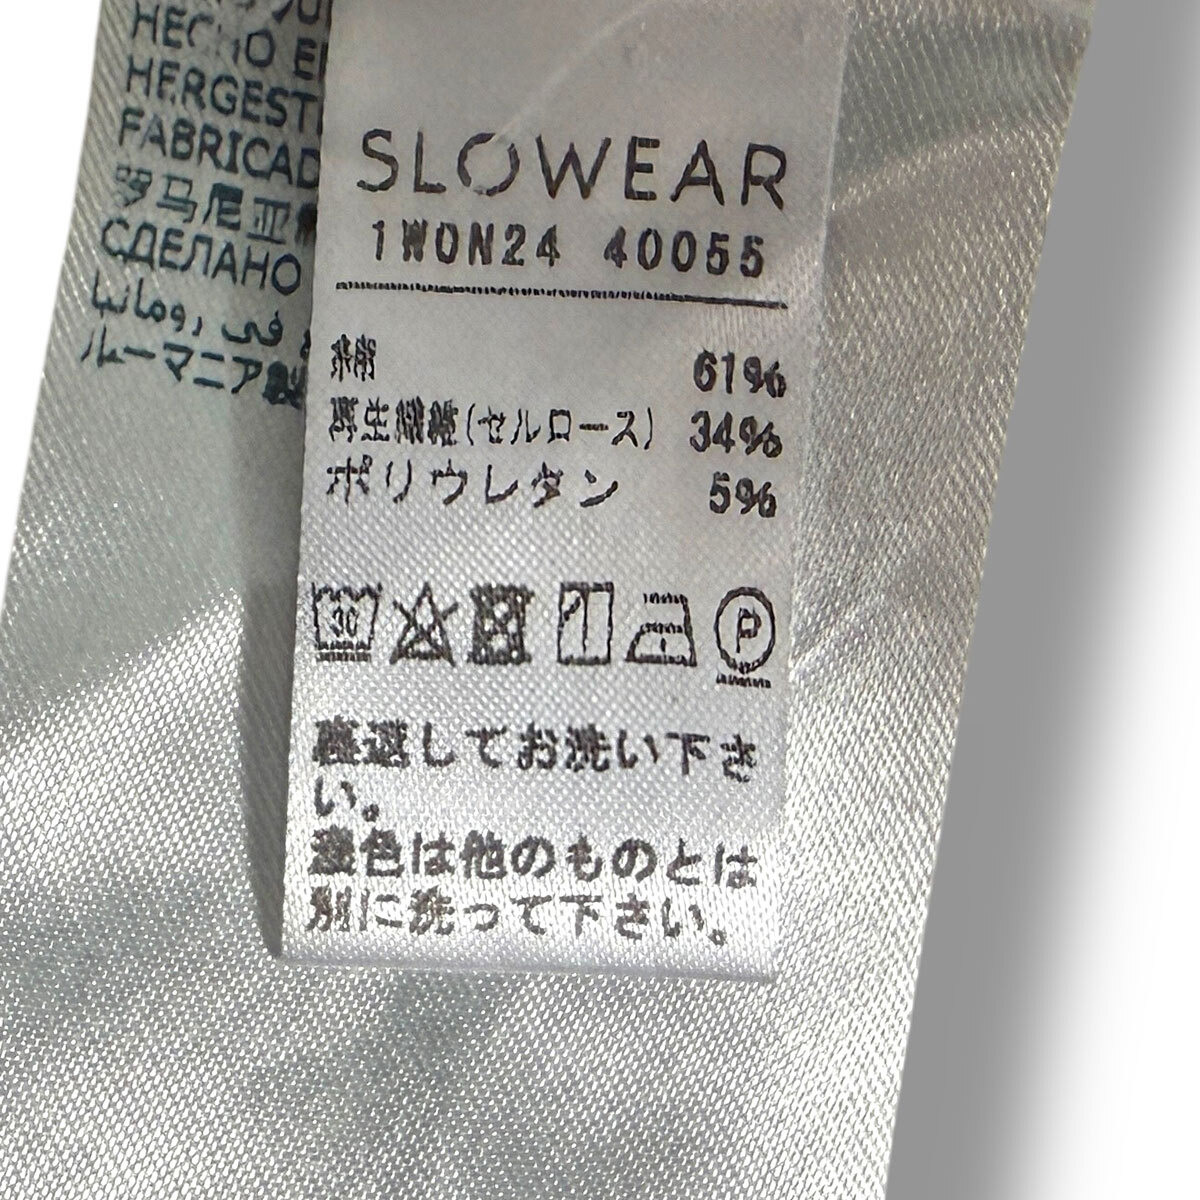 HECHO E
HERGEST
FABRICAD
罗马尼亚
СДЕЛАНО
في رومانيا
ルーマニア製
SLOWEAR
1WON24 40055
綿 61%
再生繊維(セルロース) 34%
ポリウレタン 5%
30
P
裏返してお洗い下さ
い。
濃色は他のものとは
別に洗って下さい。